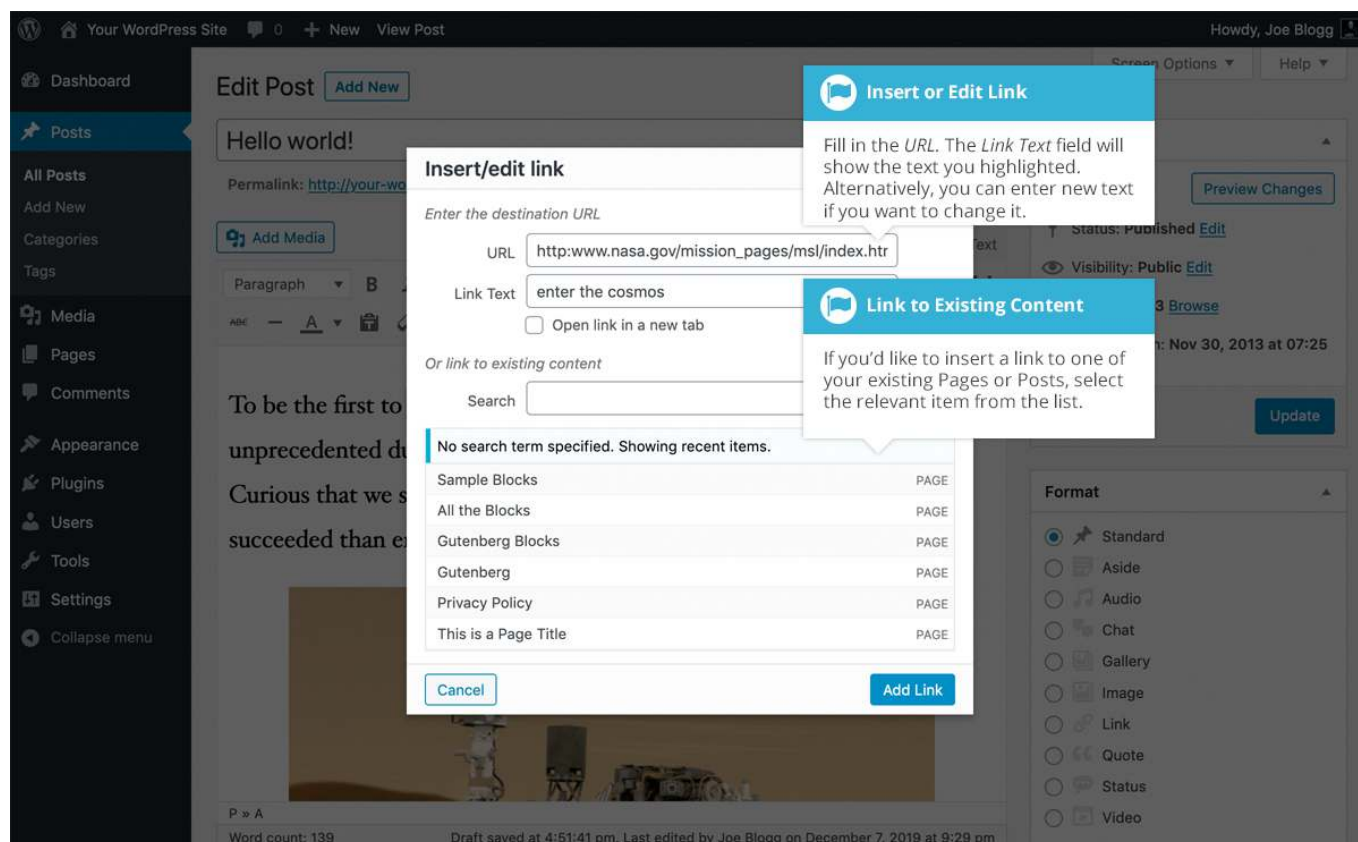 Your WordPress Site 0 + New View Post Howdy, Joe Blogg
Screen Options Help
Dashboard
Posts
All Posts
Add New
Categories
Tags
Media
Pages
Comments
Appearance
Plugins
Users
Tools
Settings
Collapse menu
Edit Post Add New
Hello world!
Permalink: http://your-wo
Add Media
Text
Paragraph B
ABC A
To be the first to
unprecedented du
Curious that we s
succeeded than
P » A
Word count: 139 Draft saved at 4:51:41 pm. Last edited by Joe Blogg on December 7, 2019 at 9:29 pm
Insert/edit link
Enter the destination URL
URL http:www.nasa.gov/mission_pages/msl/index.htr
Link Text enter the cosmos
Open link in a new tab
Or link to existing content
Search
No search term specified. Showing recent items.
Sample Blocks PAGE
All the Blocks PAGE
Gutenberg Blocks PAGE
Gutenberg PAGE
Privacy Policy PAGE
This is a Page Title PAGE
Cancel Add Link
Insert or Edit Link
Fill in the URL. The Link Text field will
show the text you highlighted.
Alternatively, you can enter new text
if you want to change it.
Link to Existing Content
If you’d like to insert a link to one of
your existing Pages or Posts, select
the relevant item from the list.
Preview Changes
Status: Published Edit
Visibility: Public Edit
3 Browse
Nov 30, 2013 at 07:25
Update
Format
Standard
Aside
Audio
Chat
Gallery
Image
Link
Quote
Status
Video